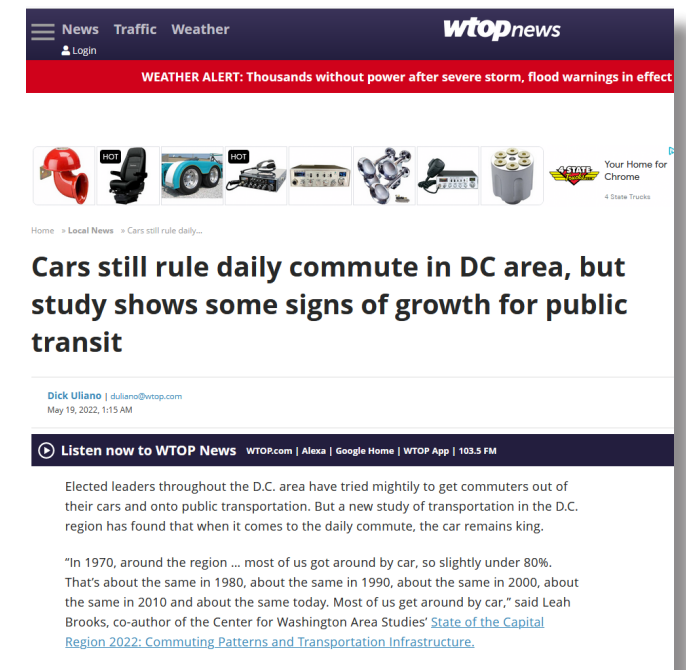 News Traffic Weather
Login
wtopnews
WEATHER ALERT: Thousands without power after severe storm, flood warnings in effect
HOT
HOT
4-STATE
Trucks
Your Home for
Chrome
4 State Trucks
Home » Local News » Cars still rule daily...
Cars still rule daily commute in DC area, but
study shows some signs of growth for public
transit
Dick Uliano | duliano@wtop.com
May 19, 2022, 1:15 AM
Listen now to WTOP News WTOP.com | Alexa | Google Home | WTOP App | 103.5 FM
Elected leaders throughout the D.C. area have tried mightily to get commuters out of
their cars and onto public transportation. But a new study of transportation in the D.C.
region has found that when it comes to the daily commute, the car remains king.
“In 1970, around the region … most of us got around by car, so slightly under 80%.
That’s about the same in 1980, about the same in 1990, about the same in 2000, about
the same in 2010 and about the same today. Most of us get around by car,” said Leah
Brooks, co-author of the Center for Washington Area Studies’ State of the Capital
Region 2022: Commuting Patterns and Transportation Infrastructure.